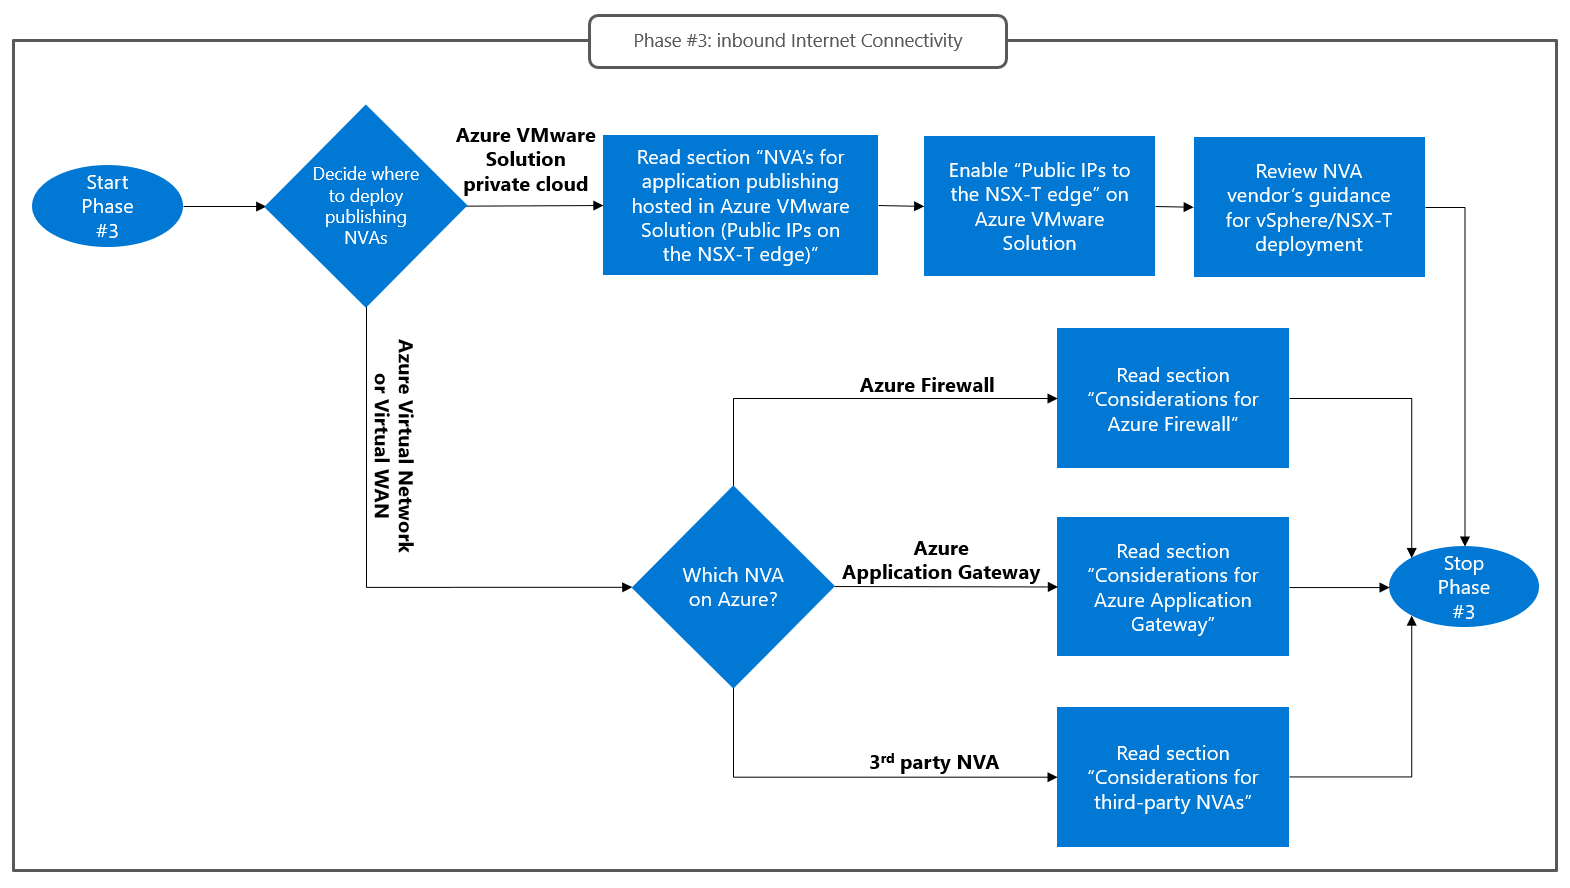 Phase #3: inbound Internet Connectivity
Start
Phase
#3
Decide where
to deploy
publishing
NVAs
Azure VMware
Solution
private cloud
Read section “NVA’s for
application publishing
hosted in Azure VMware
Solution (Public IPs on
the NSX-T edge)“
Enable “Public IPs to
the NSX-T edge” on
Azure VMware
Solution
Review NVA
vendor’s guidance
for vSphere/NSX-T
deployment
Azure Virtual Network
or Virtual WAN
Which NVA
on Azure?
Azure Firewall
Read section
“Considerations for
Azure Firewall“
Azure
Application Gateway
Read section
“Considerations for
Azure Application
Gateway”
3rd party NVA
Read section
“Considerations for
third-party NVAs”
Stop
Phase
#3